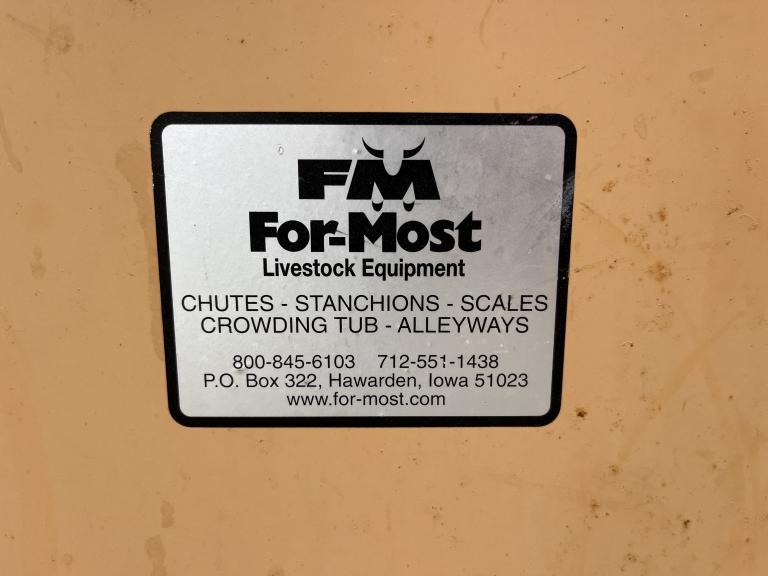 FM
For-Most
Livestock Equipment
CHUTES - STANCHIONS - SCALES
CROWDING TUB - ALLEYWAYS
800-845-6103 712-551-1438
P.O. Box 322, Hawarden, Iowa 51023
www.for-most.com